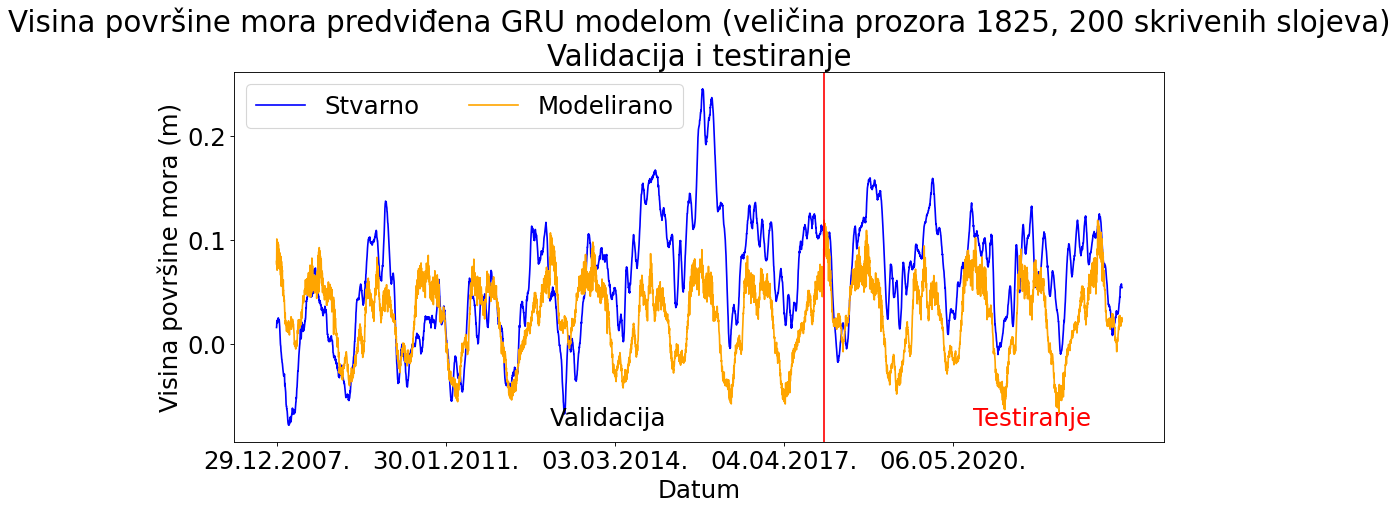 Visina površine mora predviđena GRU modelom (veličina prozora 1825, 200 skrivenih slojeva)
Validacija i testiranje
Stvarno
Modelirano
Visina površine mora (m)
0.2
0.1
0.0
Validacija
Testiranje
29.12.2007.
30.01.2011.
03.03.2014.
04.04.2017.
06.05.2020.
Datum